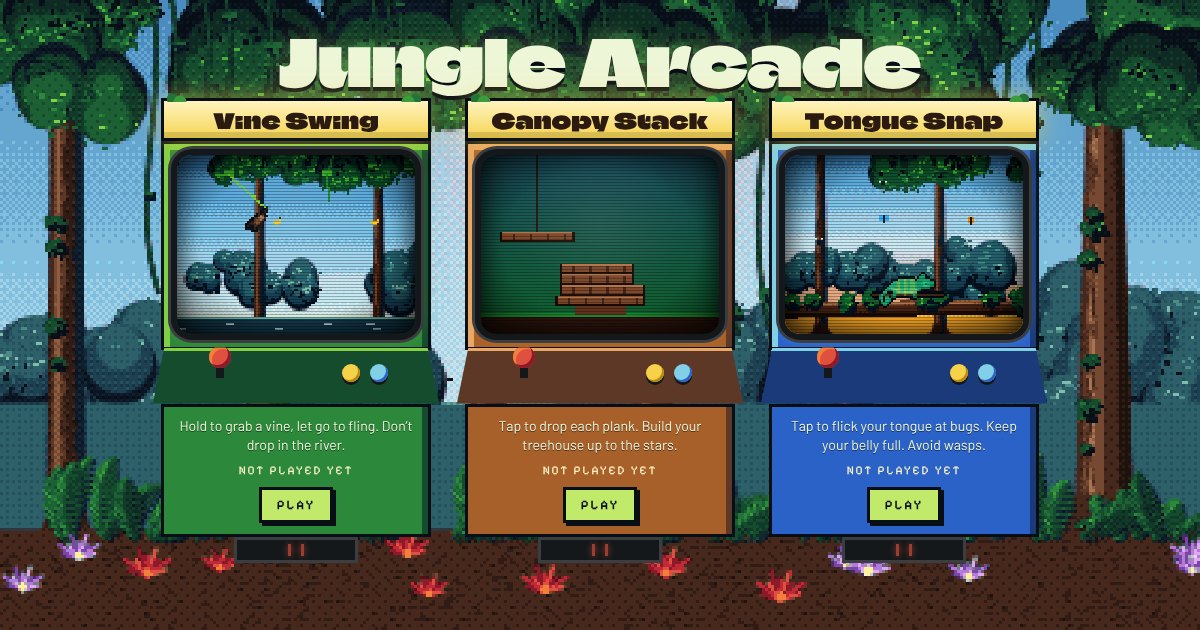 Jungle Arcade
Vine Swing
Canopy Stack
Tongue Snap
Hold to grab a vine, let go to fling. Don't
drop in the river.
NOT PLAYED YET
PLAY
Tap to drop each plank. Build your
treehouse up to the stars.
NOT PLAYED YET
PLAY
Tap to flick your tongue at bugs. Keep
your belly full. Avoid wasps.
NOT PLAYED YET
PLAY